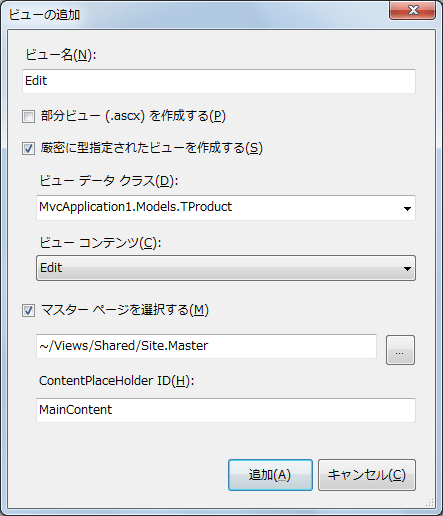 ビューの追加
ビュー名(N):
Edit
部分ビュー (.ascx) を作成する(P)
厳密に型指定されたビューを作成する(S)
ビュー データ クラス(D):
MvcApplication1.Models.TProduct
ビュー コンテンツ(C):
Edit
マスター ページを選択する(M)
~/Views/Shared/Site.Master
...
ContentPlaceHolder ID(H):
MainContent
追加(A)
キャンセル(C)